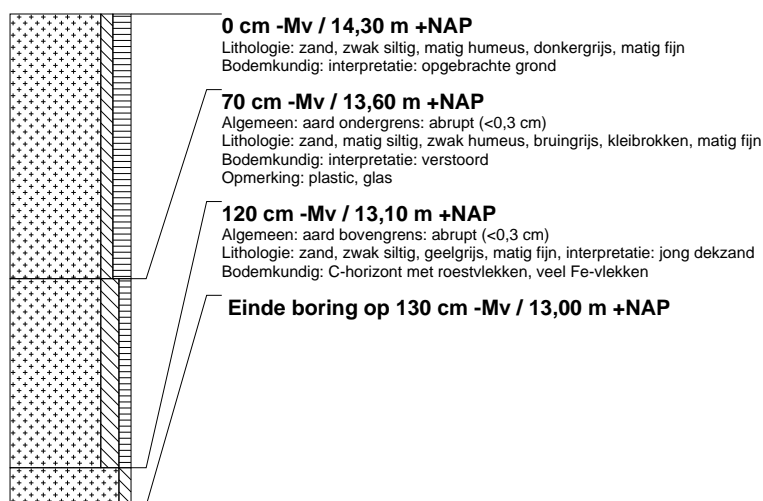 0 cm -Mv / 14,30 m +NAP
Lithologie: zand, zwak siltig, matig humeus, donkergrijs, matig fijn
Bodemkundig: interpretatie: opgebrachte grond
70 cm -Mv / 13,60 m +NAP
Algemeen: aard ondergrens: abrupt (<0,3 cm)
Lithologie: zand, matig siltig, zwak humeus, bruingrijs, kleibrokken, matig fijn
Bodemkundig: interpretatie: verstoord
Opmerking: plastic, glas
120 cm -Mv / 13,10 m +NAP
Algemeen: aard bovengrens: abrupt (<0,3 cm)
Lithologie: zand, zwak siltig, geelgrijs, matig fijn, interpretatie: jong dekzand
Bodemkundig: C-horizont met roestvlekken, veel Fe-vlekken
Einde boring op 130 cm -Mv / 13,00 m +NAP